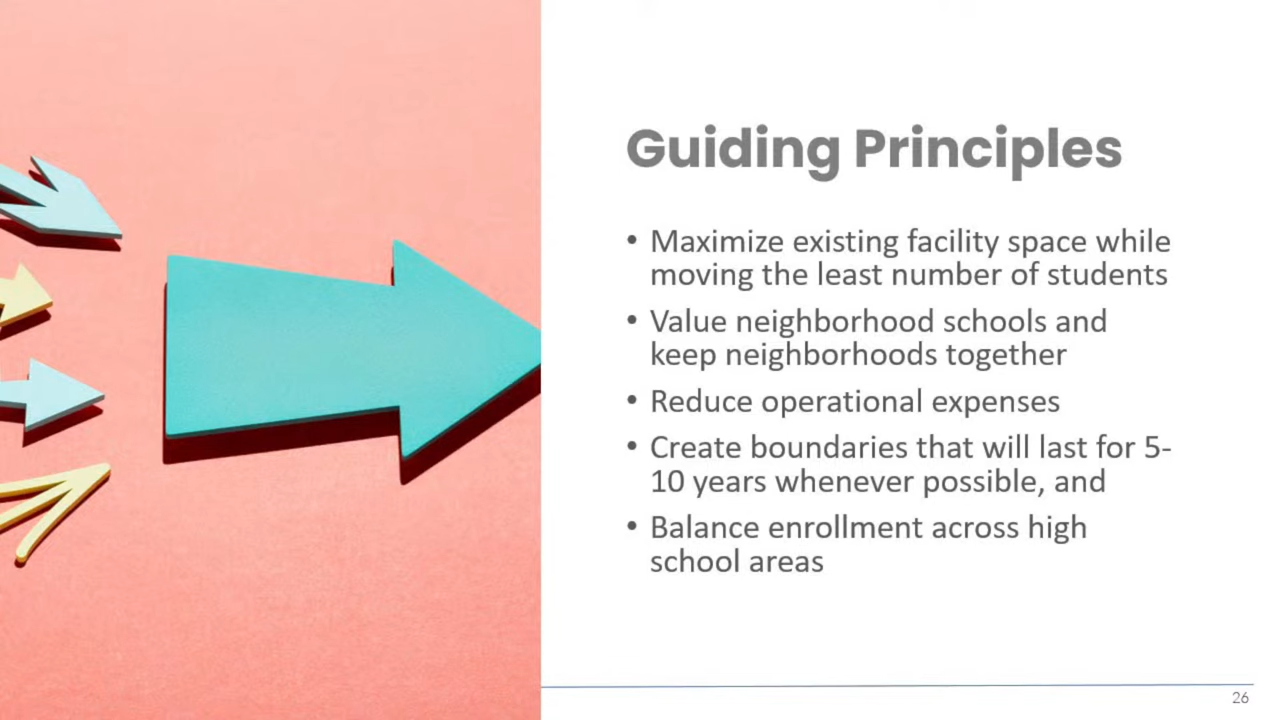 Guiding Principles
• Maximize existing facility space while
moving the least number of students
• Value neighborhood schools and
keep neighborhoods together
• Reduce operational expenses
• Create boundaries that will last for 5-
10 years whenever possible, and
• Balance enrollment across high
school areas
26